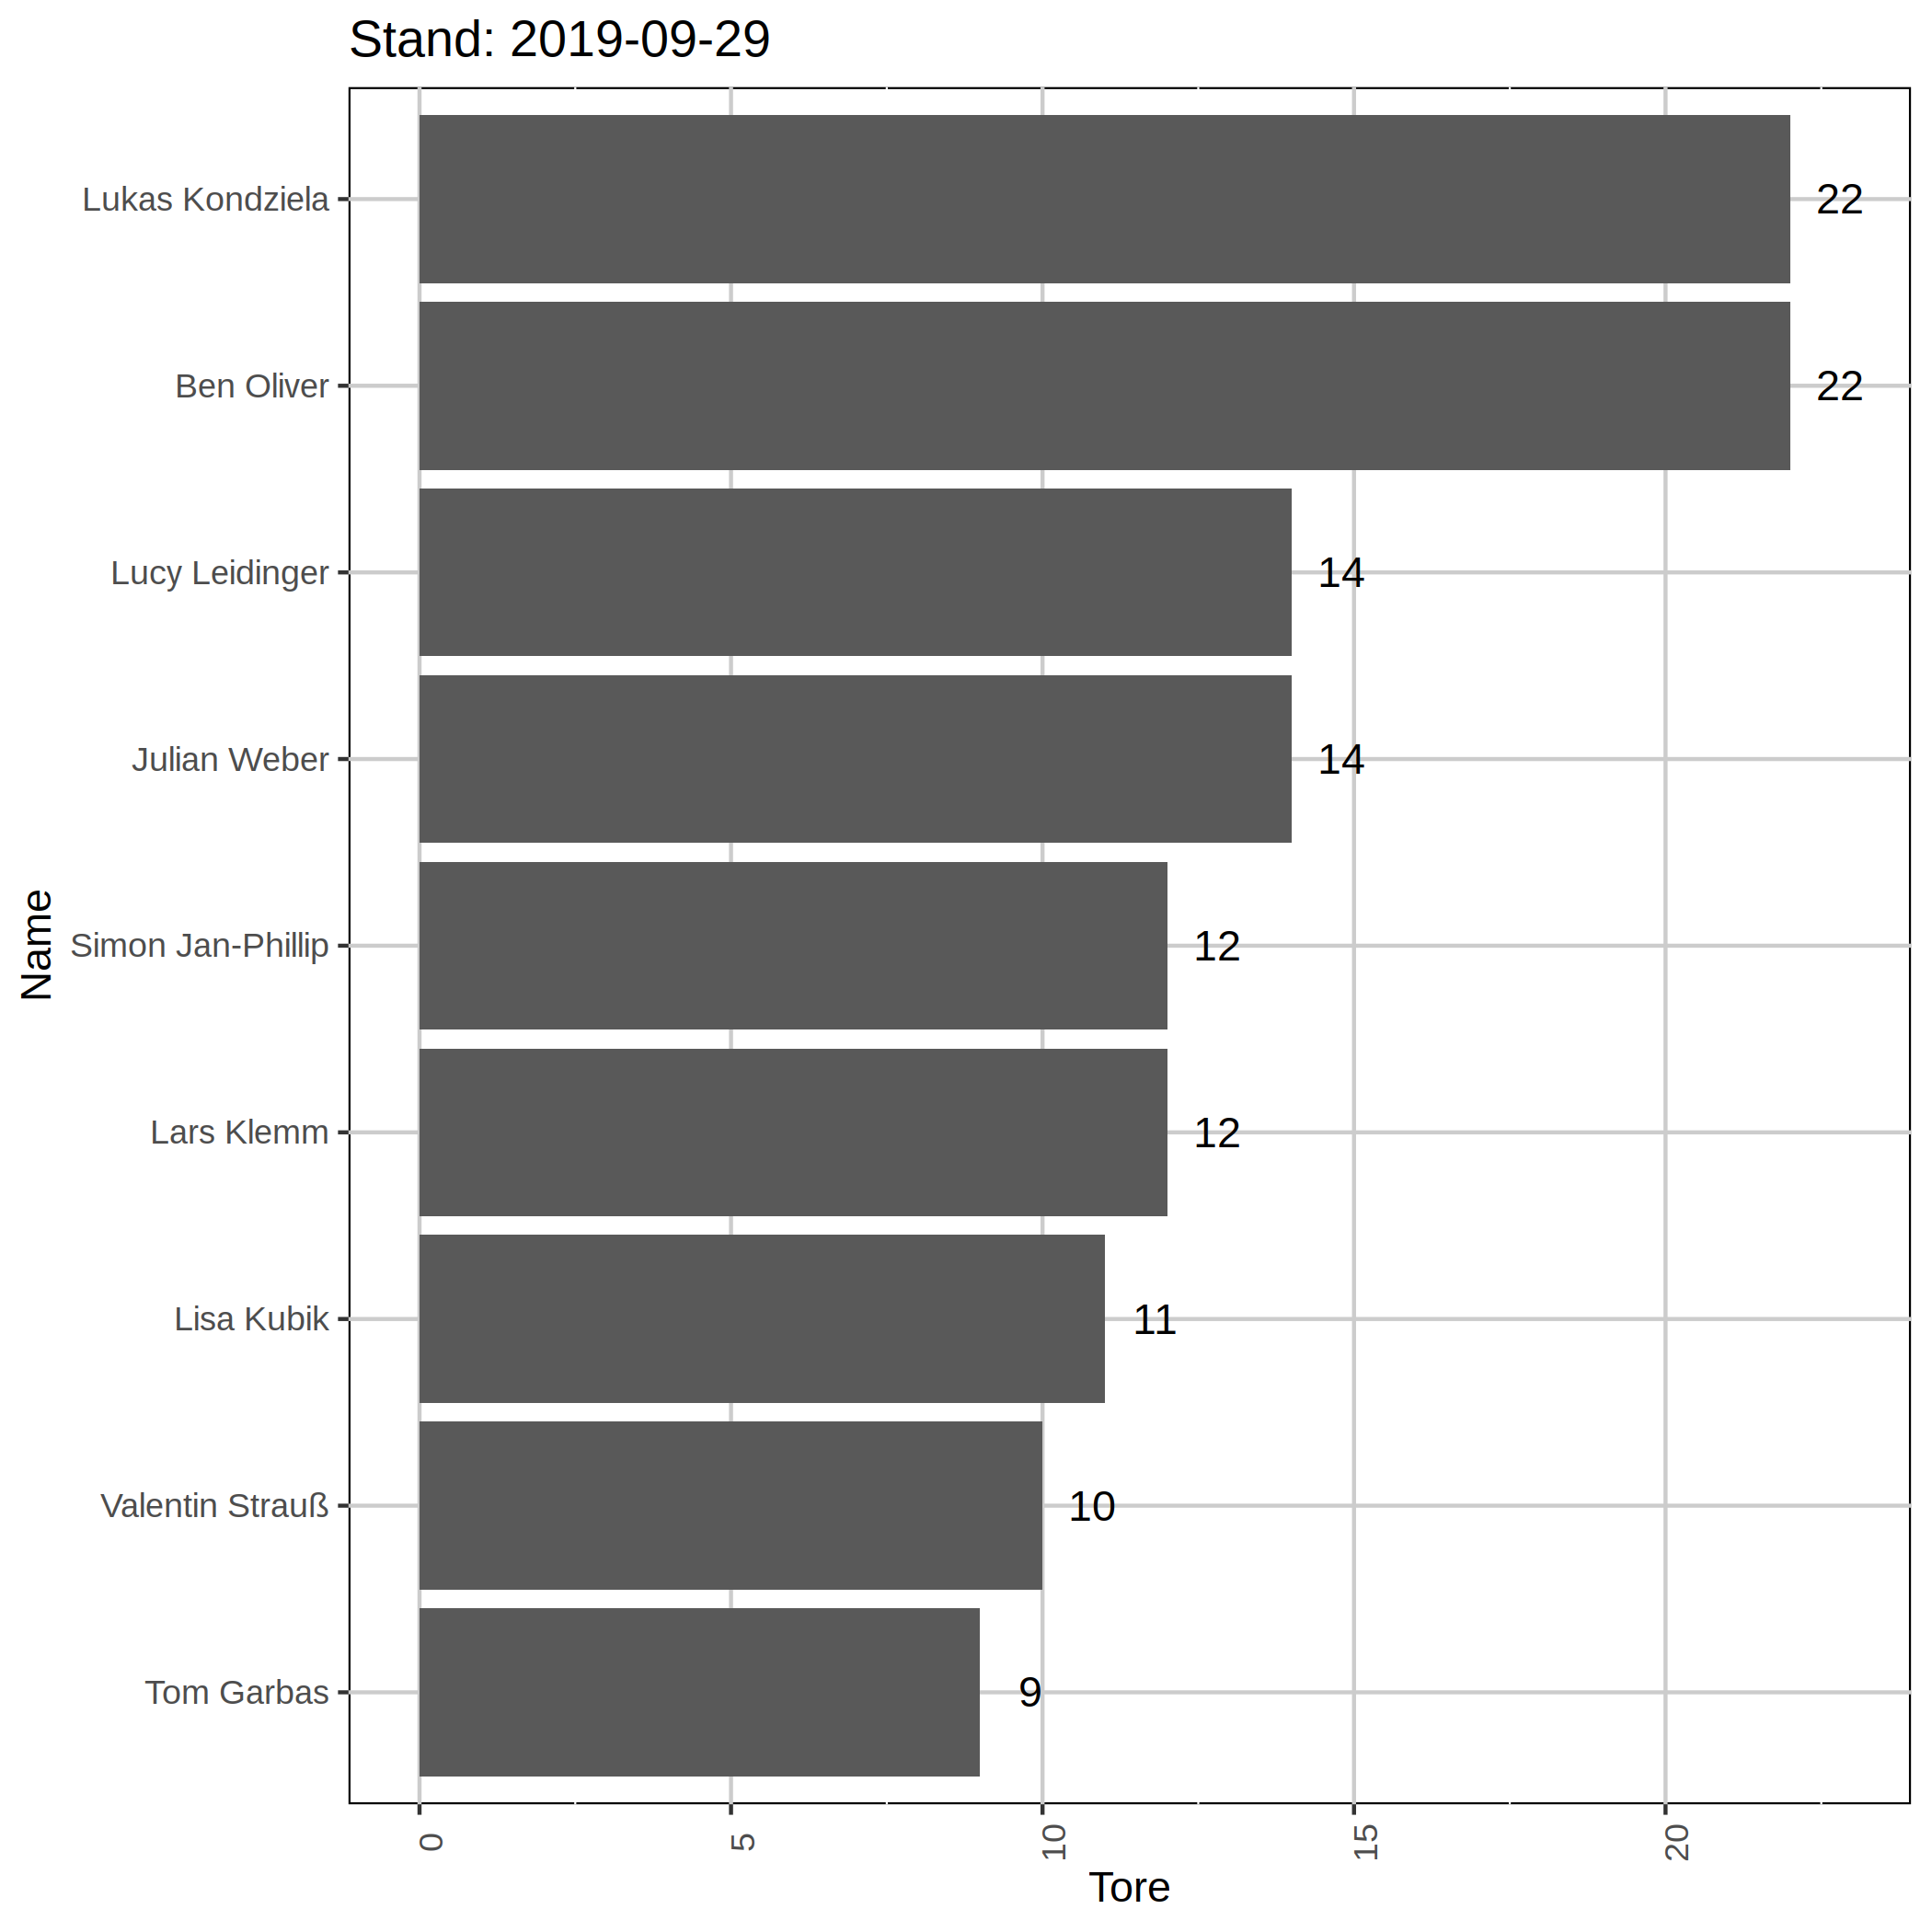 Stand: 2019-09-29
Name
Lukas Kondziela 22
Ben Oliver 22
Lucy Leidinger 14
Julian Weber 14
Simon Jan-Phillip 12
Lars Klemm 12
Lisa Kubik 11
Valentin Strauß 10
Tom Garbas 9
0 5 10 15 20
Tore